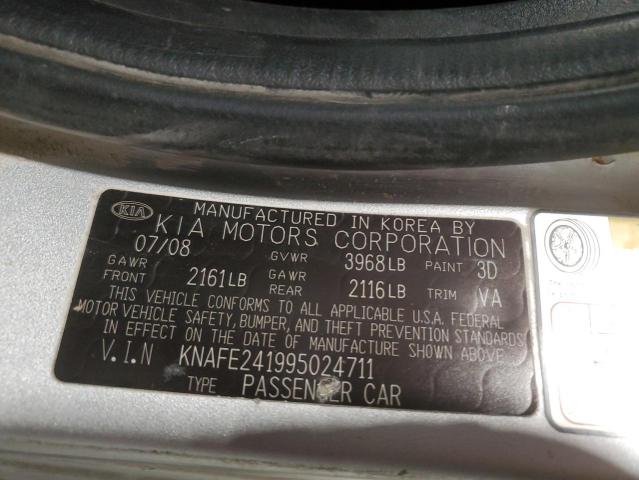 KIA
MANUFACTURED IN KOREA BY
KIA MOTORS CORPORATION
07/08 GVWR 3968LB PAINT 3D
GAWR FRONT 2161LB GAWR REAR 2116LB TRIM VA
THIS VEHICLE CONFORMS TO ALL APPLICABLE U.S.A. FEDERAL
MOTOR VEHICLE SAFETY, BUMPER, AND THEFT PREVENTION STANDARDS
IN EFFECT ON THE DATE OF MANUFACTURE SHOWN ABOVE
V.I.N KNAFE241995024711
TYPE PASSENGER CAR